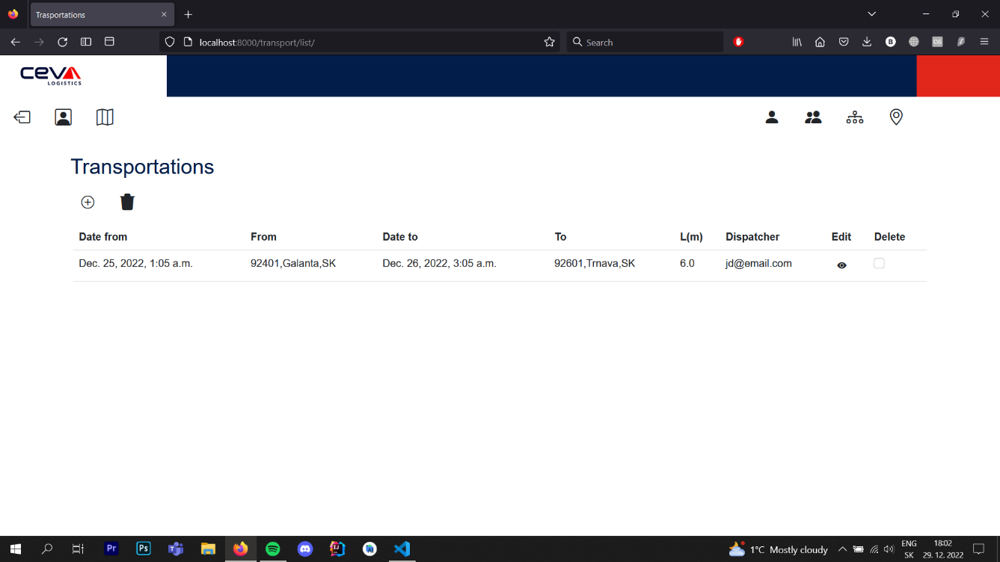 Trasportations
localhost:8000/transport/list/
Search
CEVA
LOGISTICS
Transportations
Date from From Date to To L(m) Dispatcher Edit Delete
Dec. 25, 2022, 1:05 a.m. 92401,Galanta,SK Dec. 26, 2022, 3:05 a.m. 92601,Trnava,SK 6.0 jd@email.com
Pr Ps 1°C Mostly cloudy ENG 18:02
SK 29. 12. 2022